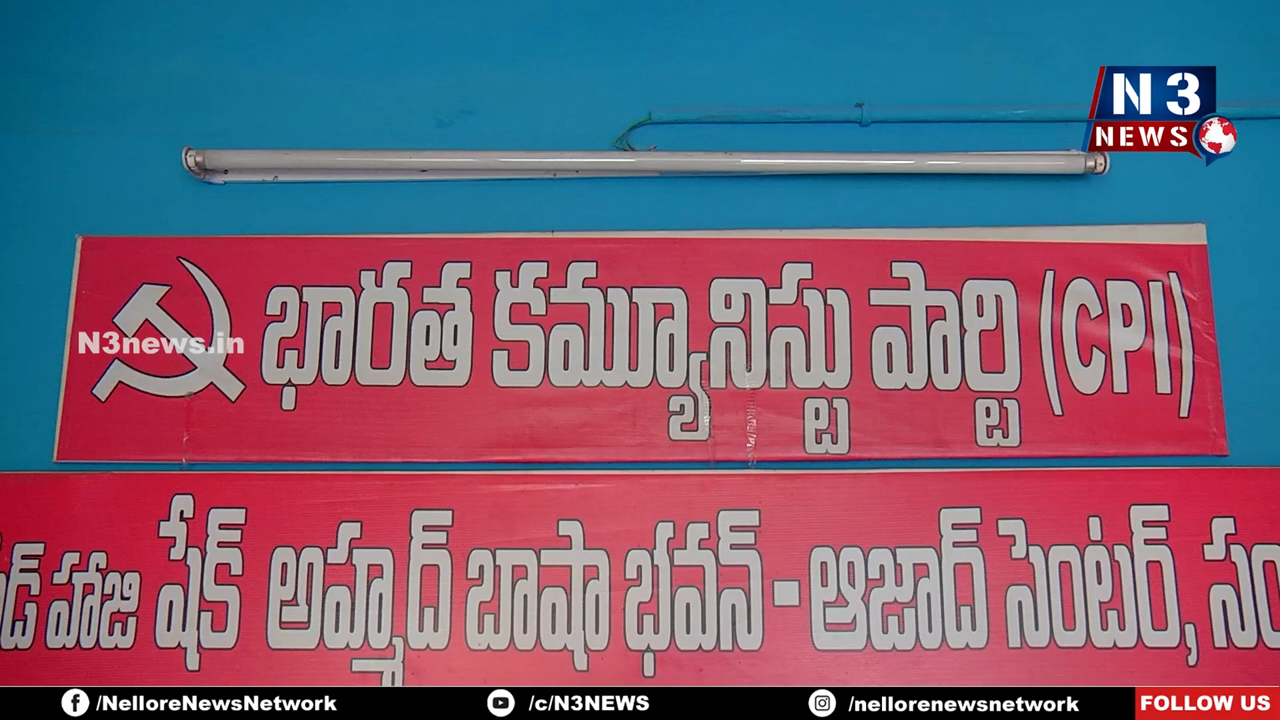 N3
NEWS
భారత కమ్యూనిస్టు పార్టి (CPI)
N3news.in
హాజి షేక్ అహ్మద్ బాషా భవన్ - ఆజాద్ సెంటర్,
/NelloreNewsNetwork
/c/N3NEWS
/nellorenewsnetwork
FOLLOW US